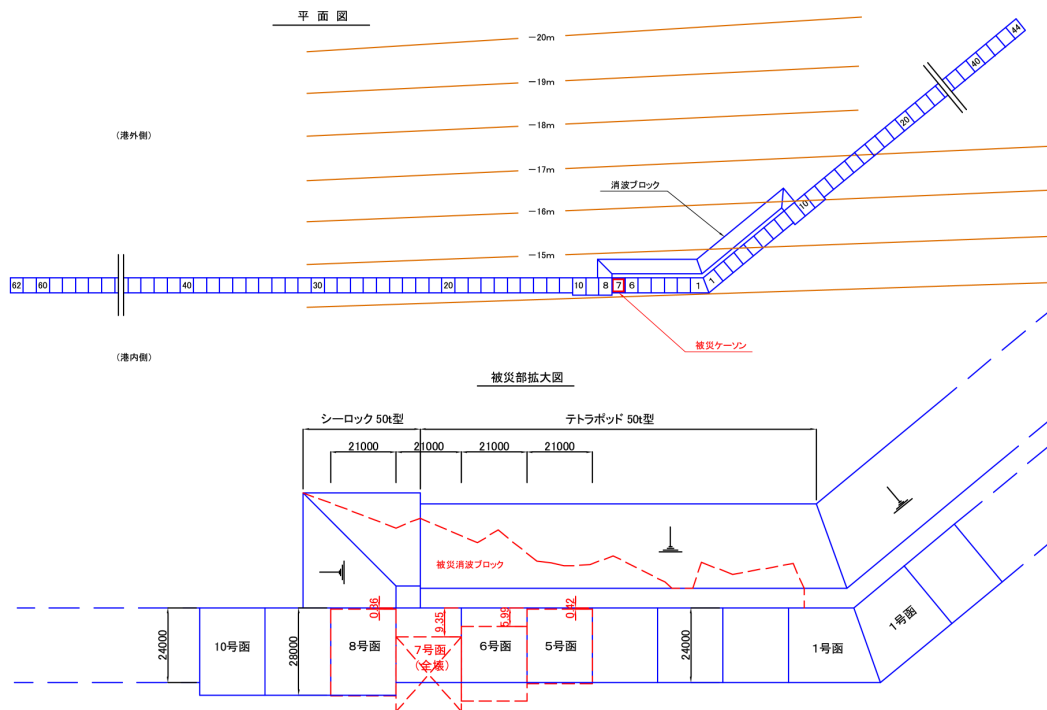 平 面 図
－20m
－19m
－18m
－17m
－16m
－15m
（港外側）
（港内側）
消波ブロック
44
40
20
10
1
62
60
40
30
20
10
8
7
6
1
被災ケーソン
被災部拡大図
シーロック 50t型
テトラポッド 50t型
21000
21000
21000
21000
被災消波ブロック
0.86
9.35
5.99
0.42
24000
10号函
28000
8号函
7号函
(全壊)
6号函
5号函
24000
1号函
1号函